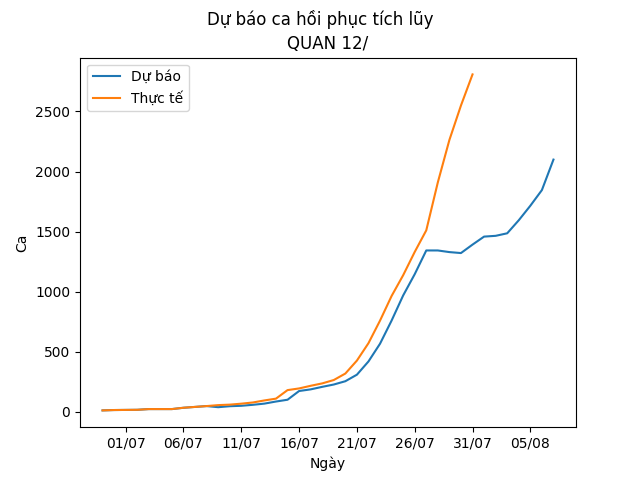 Dự báo ca hồi phục tích lũy
QUAN 12/
Dự báo
Thực tế
2500
2000
1500
1000
500
0
Ca
01/07 06/07 11/07 16/07 21/07 26/07 31/07 05/08
Ngày